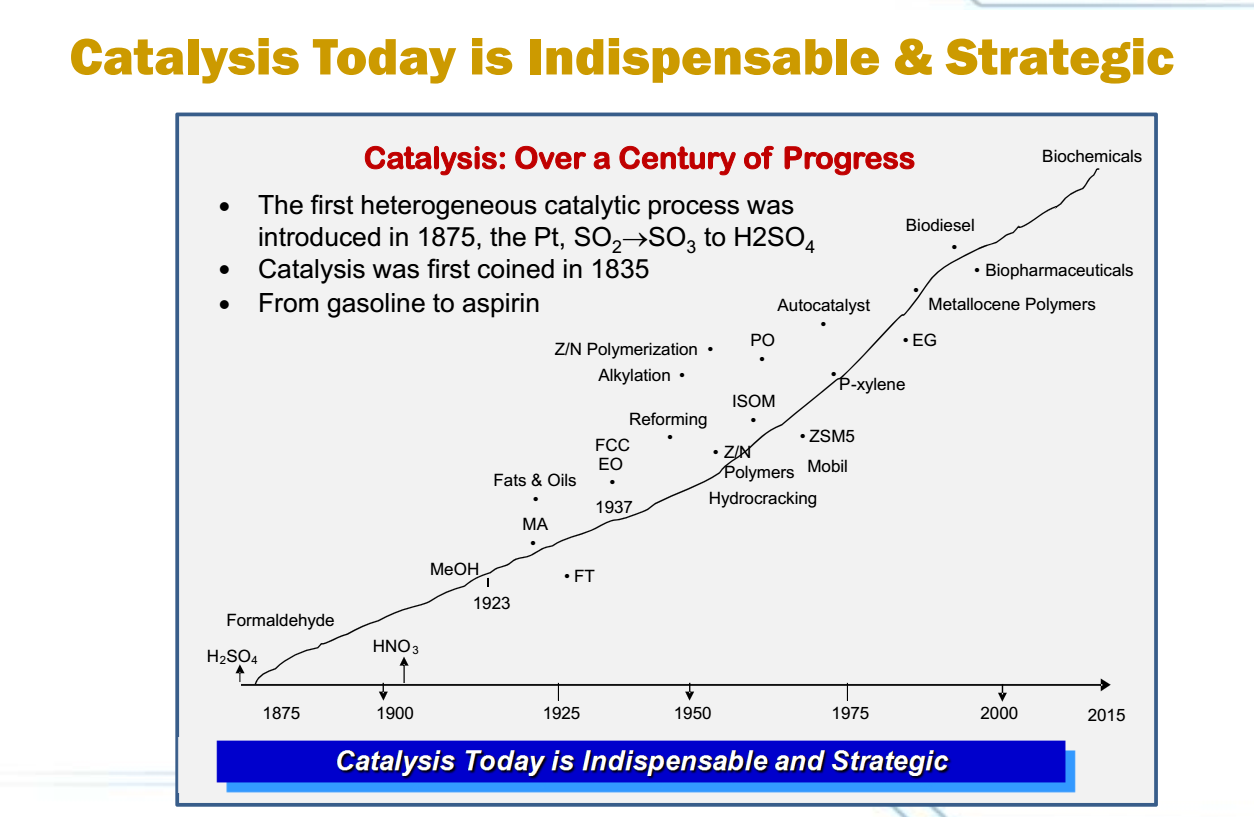 Catalysis Today is Indispensable & Strategic
Catalysis: Over a Century of Progress
• The first heterogeneous catalytic process was
introduced in 1875, the Pt, SO₂→SO₃ to H2SO₄
• Catalysis was first coined in 1835
• From gasoline to aspirin
Biochemicals
Biodiesel
Biopharmaceuticals
Metallocene Polymers
Autocatalyst
EG
PO
Z/N Polymerization
Alkylation
P-xylene
ISOM
Reforming
ZSM5
Mobil
FCC
EO
1937
Z/N
Polymers
Hydrocracking
Fats & Oils
MA
MeOH
1923
FT
Formaldehyde
H₂SO₄
HNO₃
1875 1900 1925 1950 1975 2000 2015
Catalysis Today is Indispensable and Strategic